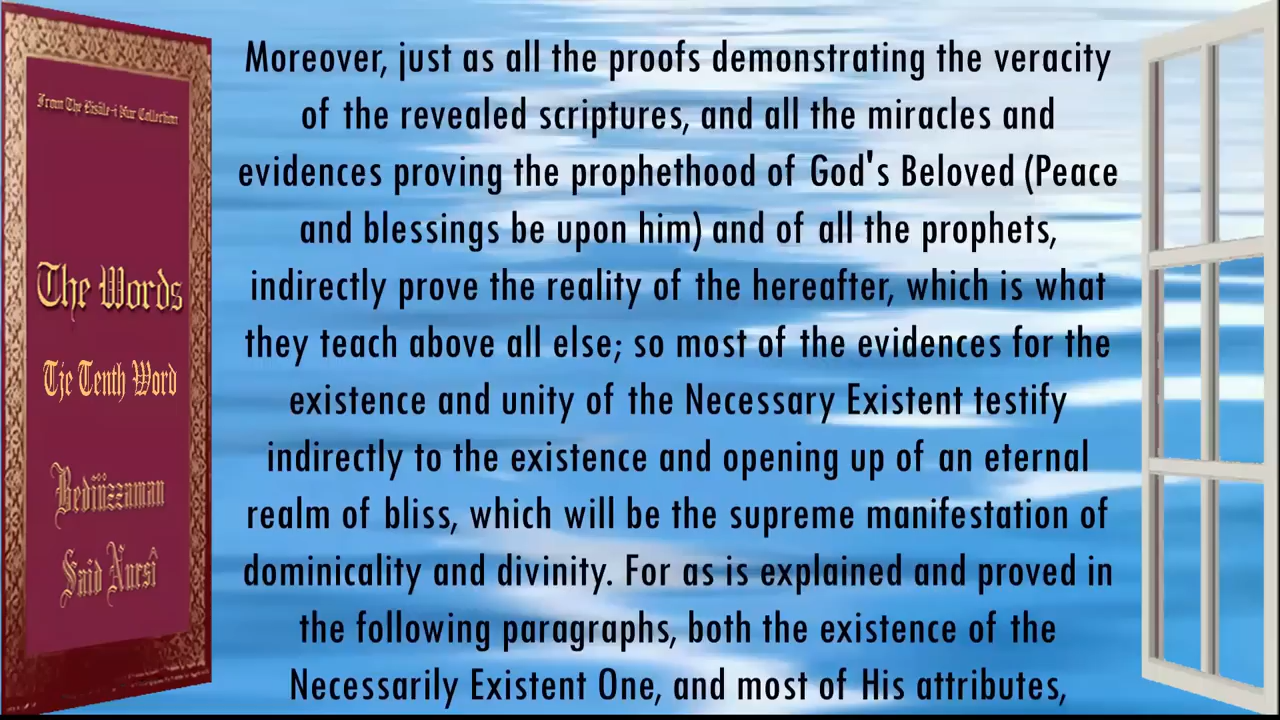 From The Risale-i Nur Collection
The Words
Tje Tenth Word
Bediüzzaman
Said Nursî
Moreover, just as all the proofs demonstrating the veracity
of the revealed scriptures, and all the miracles and
evidences proving the prophethood of God's Beloved (Peace
and blessings be upon him) and of all the prophets,
indirectly prove the reality of the hereafter, which is what
they teach above all else; so most of the evidences for the
existence and unity of the Necessary Existent testify
indirectly to the existence and opening up of an eternal
realm of bliss, which will be the supreme manifestation of
dominicality and divinity. For as is explained and proved in
the following paragraphs, both the existence of the
Necessarily Existent One, and most of His attributes,